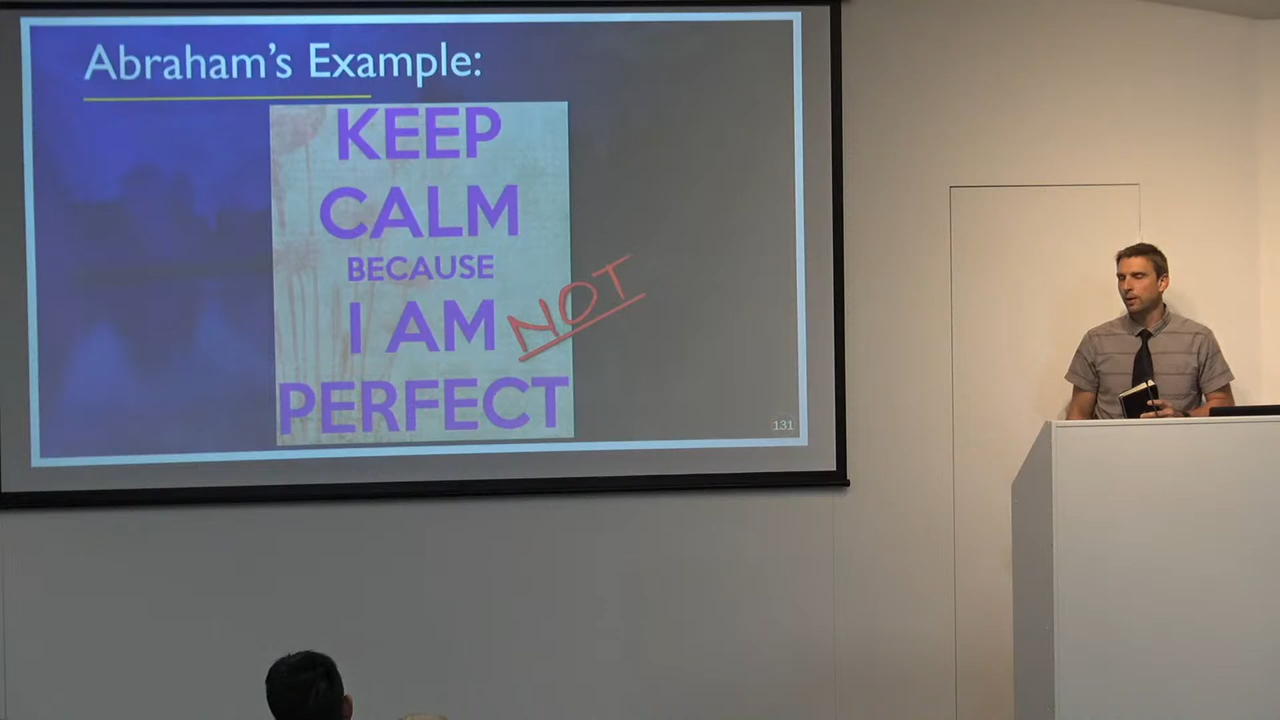 Abraham's Example:
KEEP
CALM
BECAUSE
I AM NOT
PERFECT
131